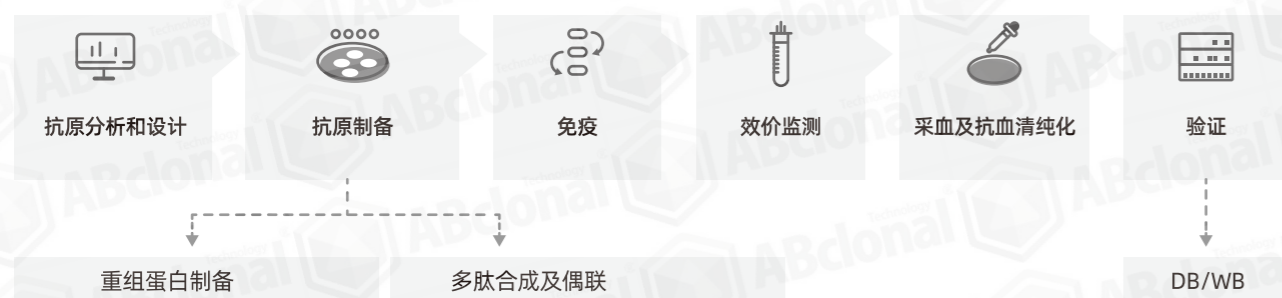 抗原分析和设计
抗原制备
免疫
效价监测
采血及抗血清纯化
验证
重组蛋白制备
多肽合成及偶联
DB/WB
ABclonal
Technology